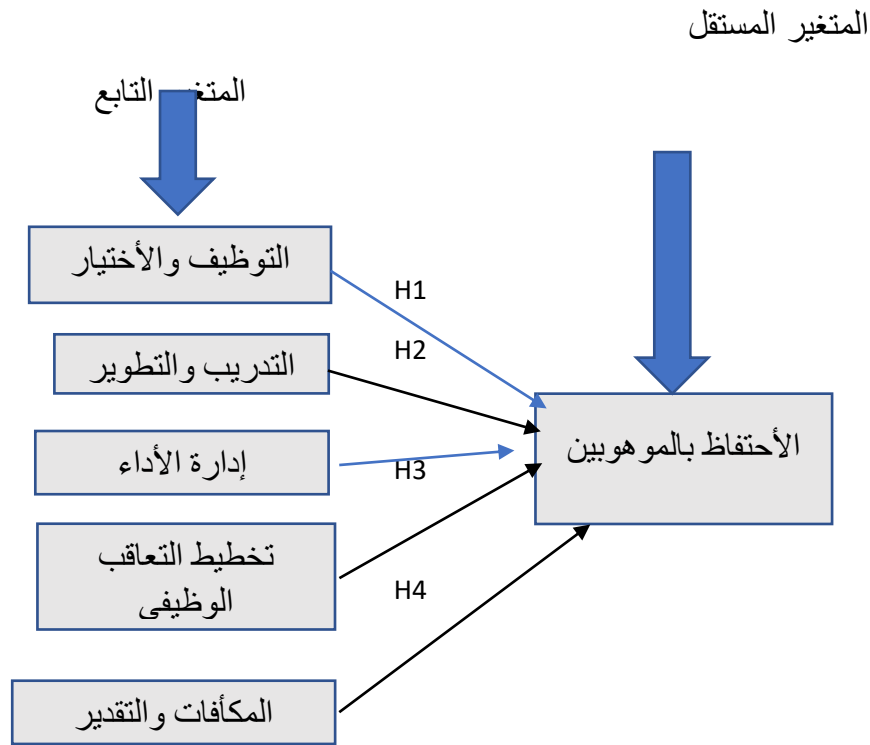 المتغير المستقل
التابع
التوظيف والأختيار
H1
H2
التدريب والتطوير
الأحتفاظ بالموهوبين
إدارة الأداء
H3
تخطيط التعاقب
الوظيفى
H4
المكأفات والتقدير